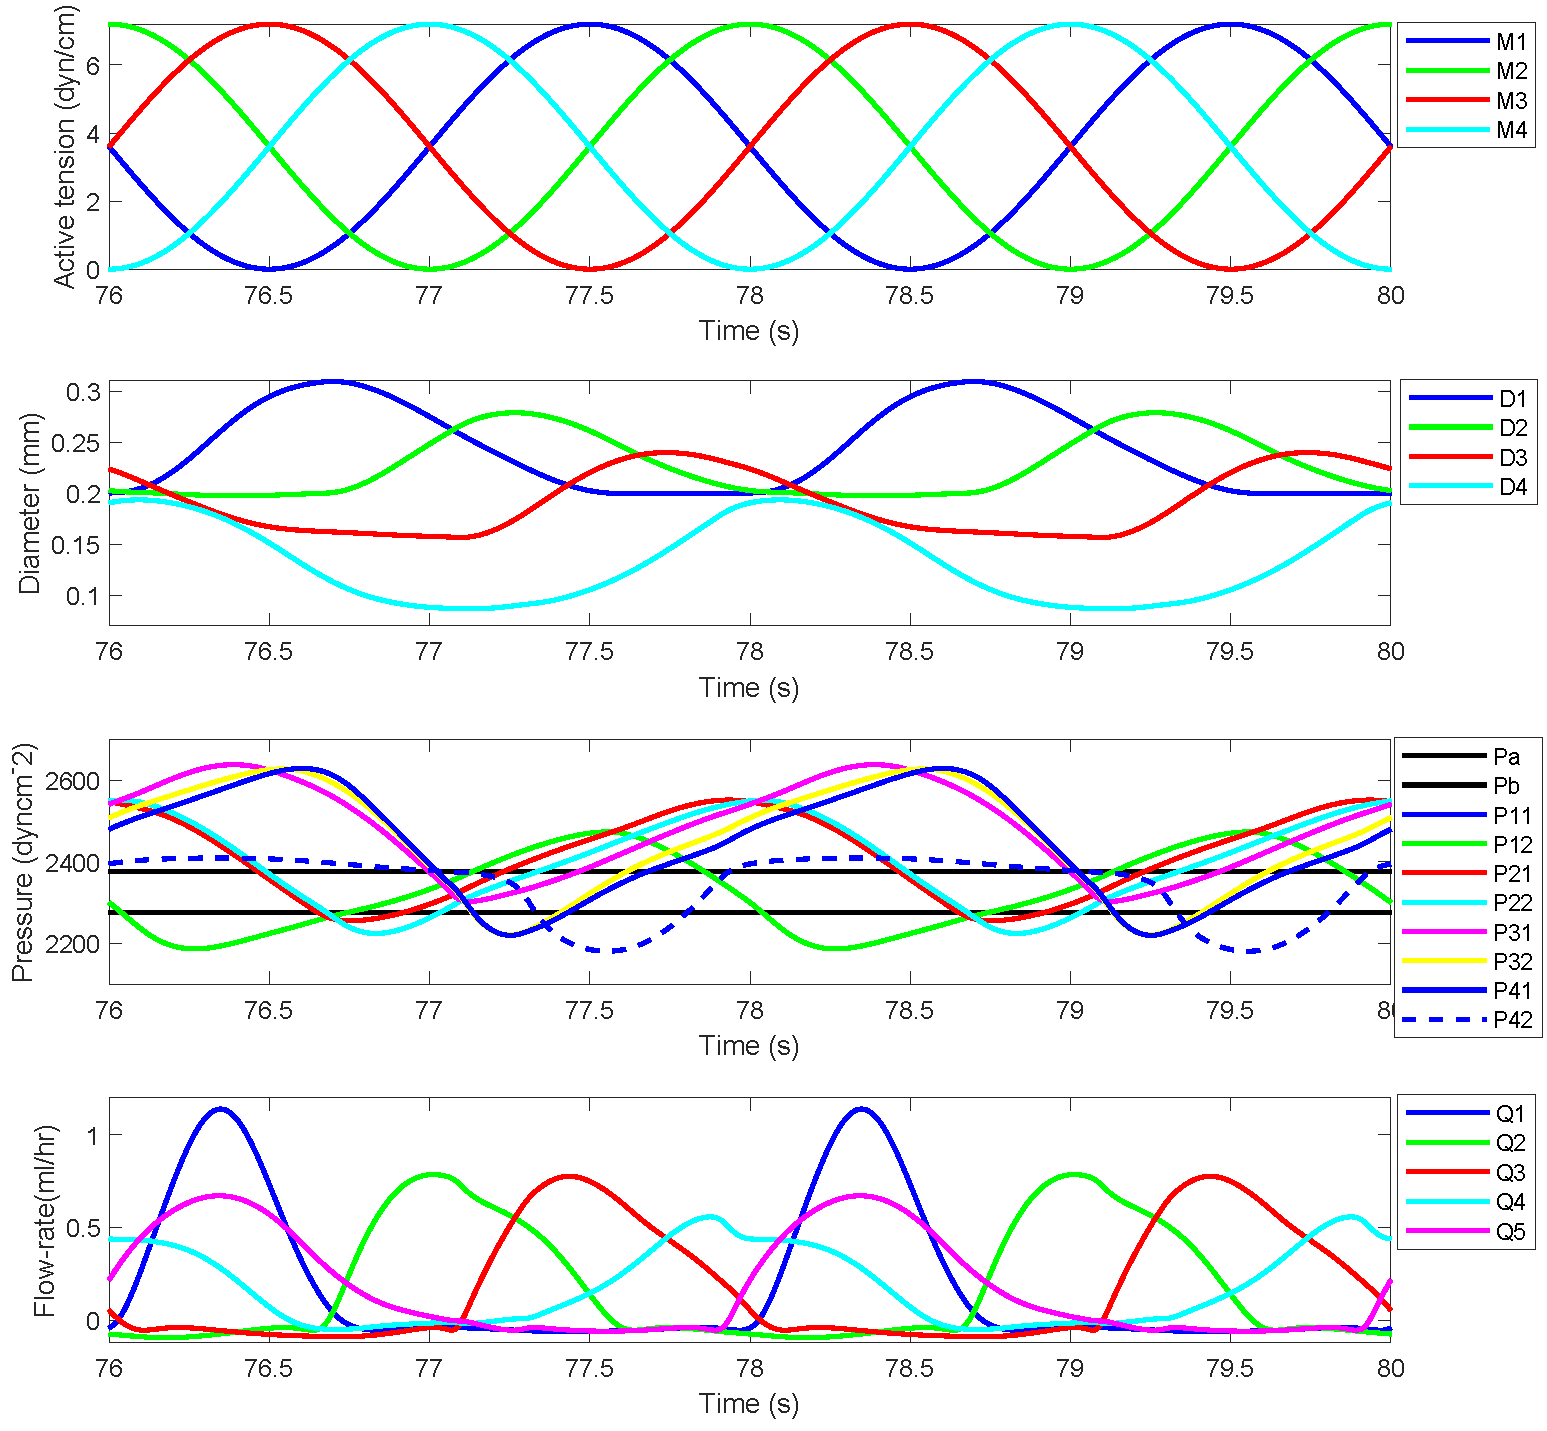 Active tension (dyn/cm)
6
4
2
0
76 76.5 77 77.5 78 78.5 79 79.5 80
Time (s)
M1
M2
M3
M4
Diameter (mm)
0.3
0.25
0.2
0.15
0.1
76 76.5 77 77.5 78 78.5 79 79.5 80
Time (s)
D1
D2
D3
D4
Pressure (dyncm-2)
2600
2400
2200
76 76.5 77 77.5 78 78.5 79 79.5 80
Time (s)
Pa
Pb
P11
P12
P21
P22
P31
P32
P41
P42
Flow-rate(ml/hr)
1
0.5
0
76 76.5 77 77.5 78 78.5 79 79.5 80
Time (s)
Q1
Q2
Q3
Q4
Q5